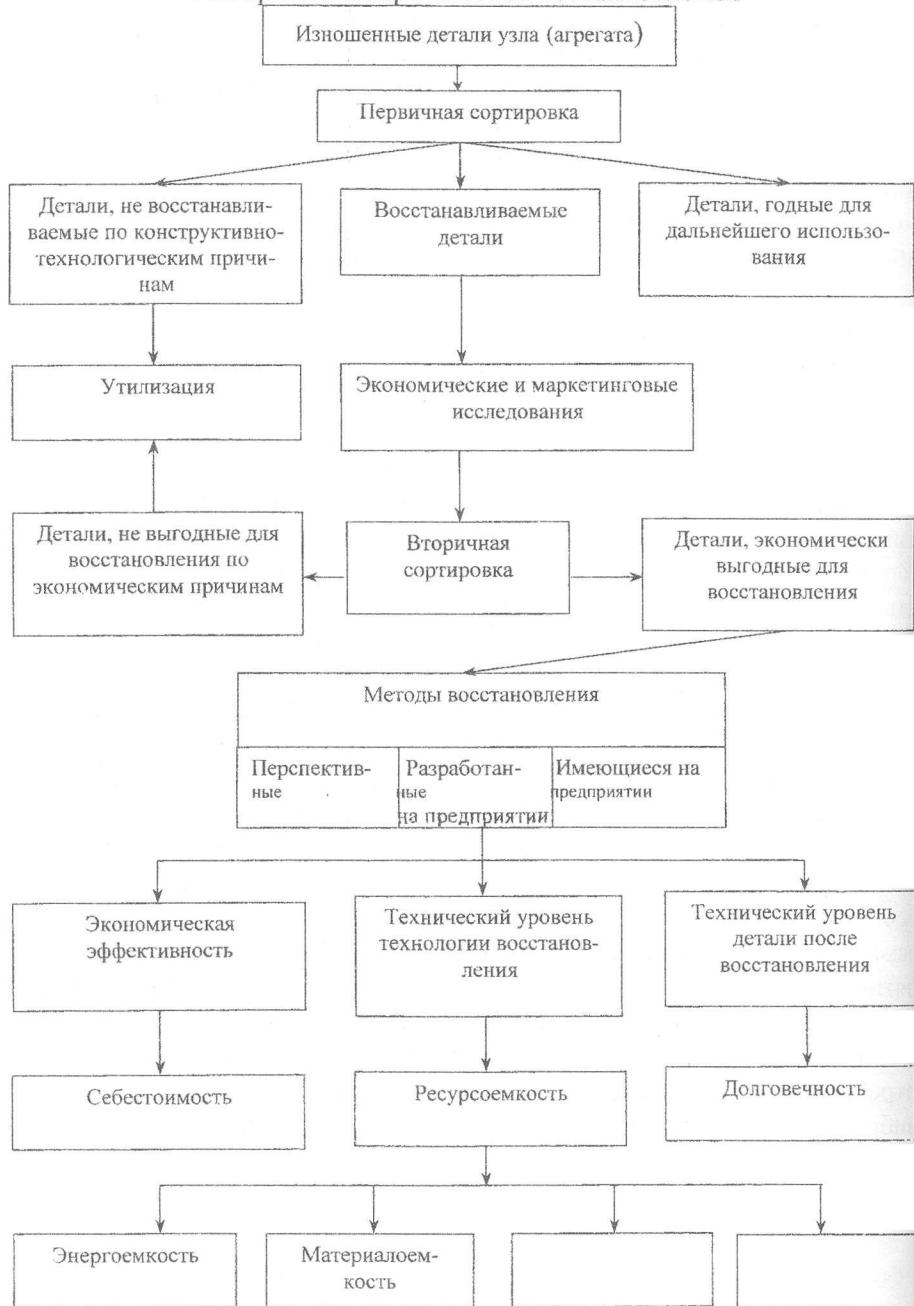 Изношенные детали узла (агрегата)
Первичная сортировка
Детали, не восстанавли-
ваемые по конструктивно-
технологическим причи-
нам
Восстанавливаемые
детали
Детали, годные для
дальнейшего использо-
вания
Утилизация
Экономические и маркетинговые
исследования
Детали, не выгодные для
восстановления по
экономическим причинам
Вторичная
сортировка
Детали, экономически
выгодные для
восстановления
Методы восстановления
Перспектив-
ные
Разработан-
ные
на предприятии
Имеющиеся на
предприятии
Экономическая
эффективность
Технический уровень
технологии восстанов-
ления
Технический уровень
детали после
восстановления
Себестоимость
Ресурсоемкость
Долговечность
Энергоемкость
Материалоем-
кость